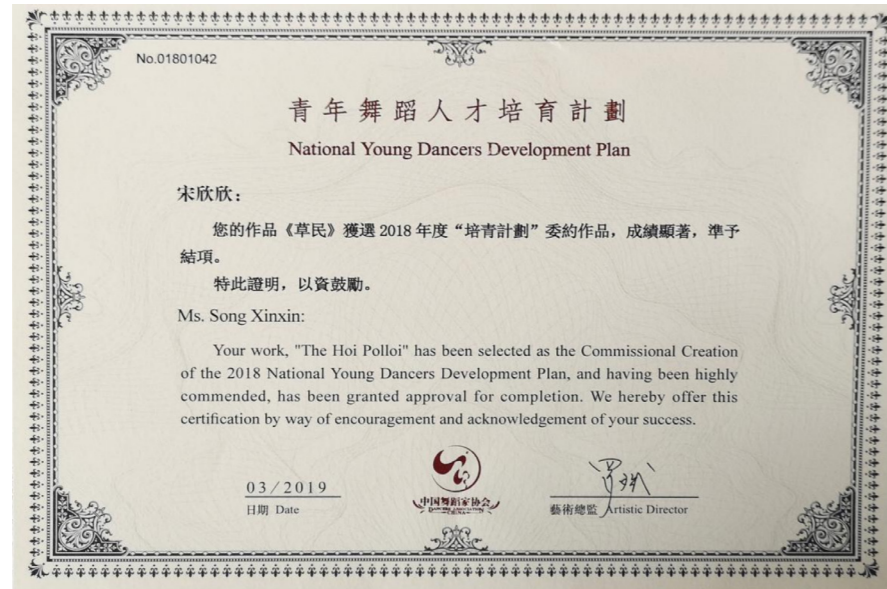 No.01801042
青年舞蹈人才培育計劃
National Young Dancers Development Plan
宋欣欣：
您的作品《草民》獲選 2018 年度“培青計劃”委約作品，成績顯著，準予
結項。
特此證明，以資鼓勵。
Ms. Song Xinxin:
Your work, "The Hoi Polloi" has been selected as the Commissional Creation
of the 2018 National Young Dancers Development Plan, and having been highly
commended, has been granted approval for completion. We hereby offer this
certification by way of encouragement and acknowledgement of your success.
03/2019
日期 Date
中国舞蹈家协会
藝術總監 Artistic Director